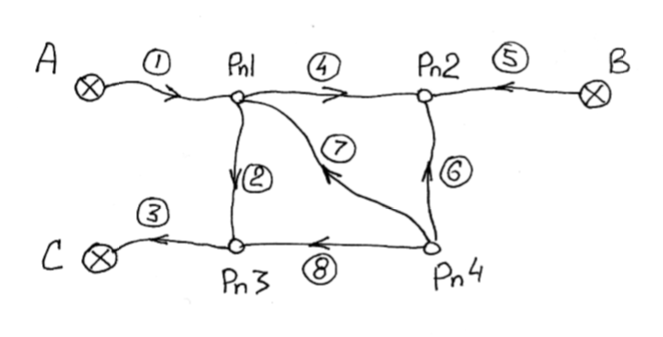 A ① Pn1 ④ Pn2 ⑤ B
⑦
② ⑥
③
C Pn3 ⑧ Pn4